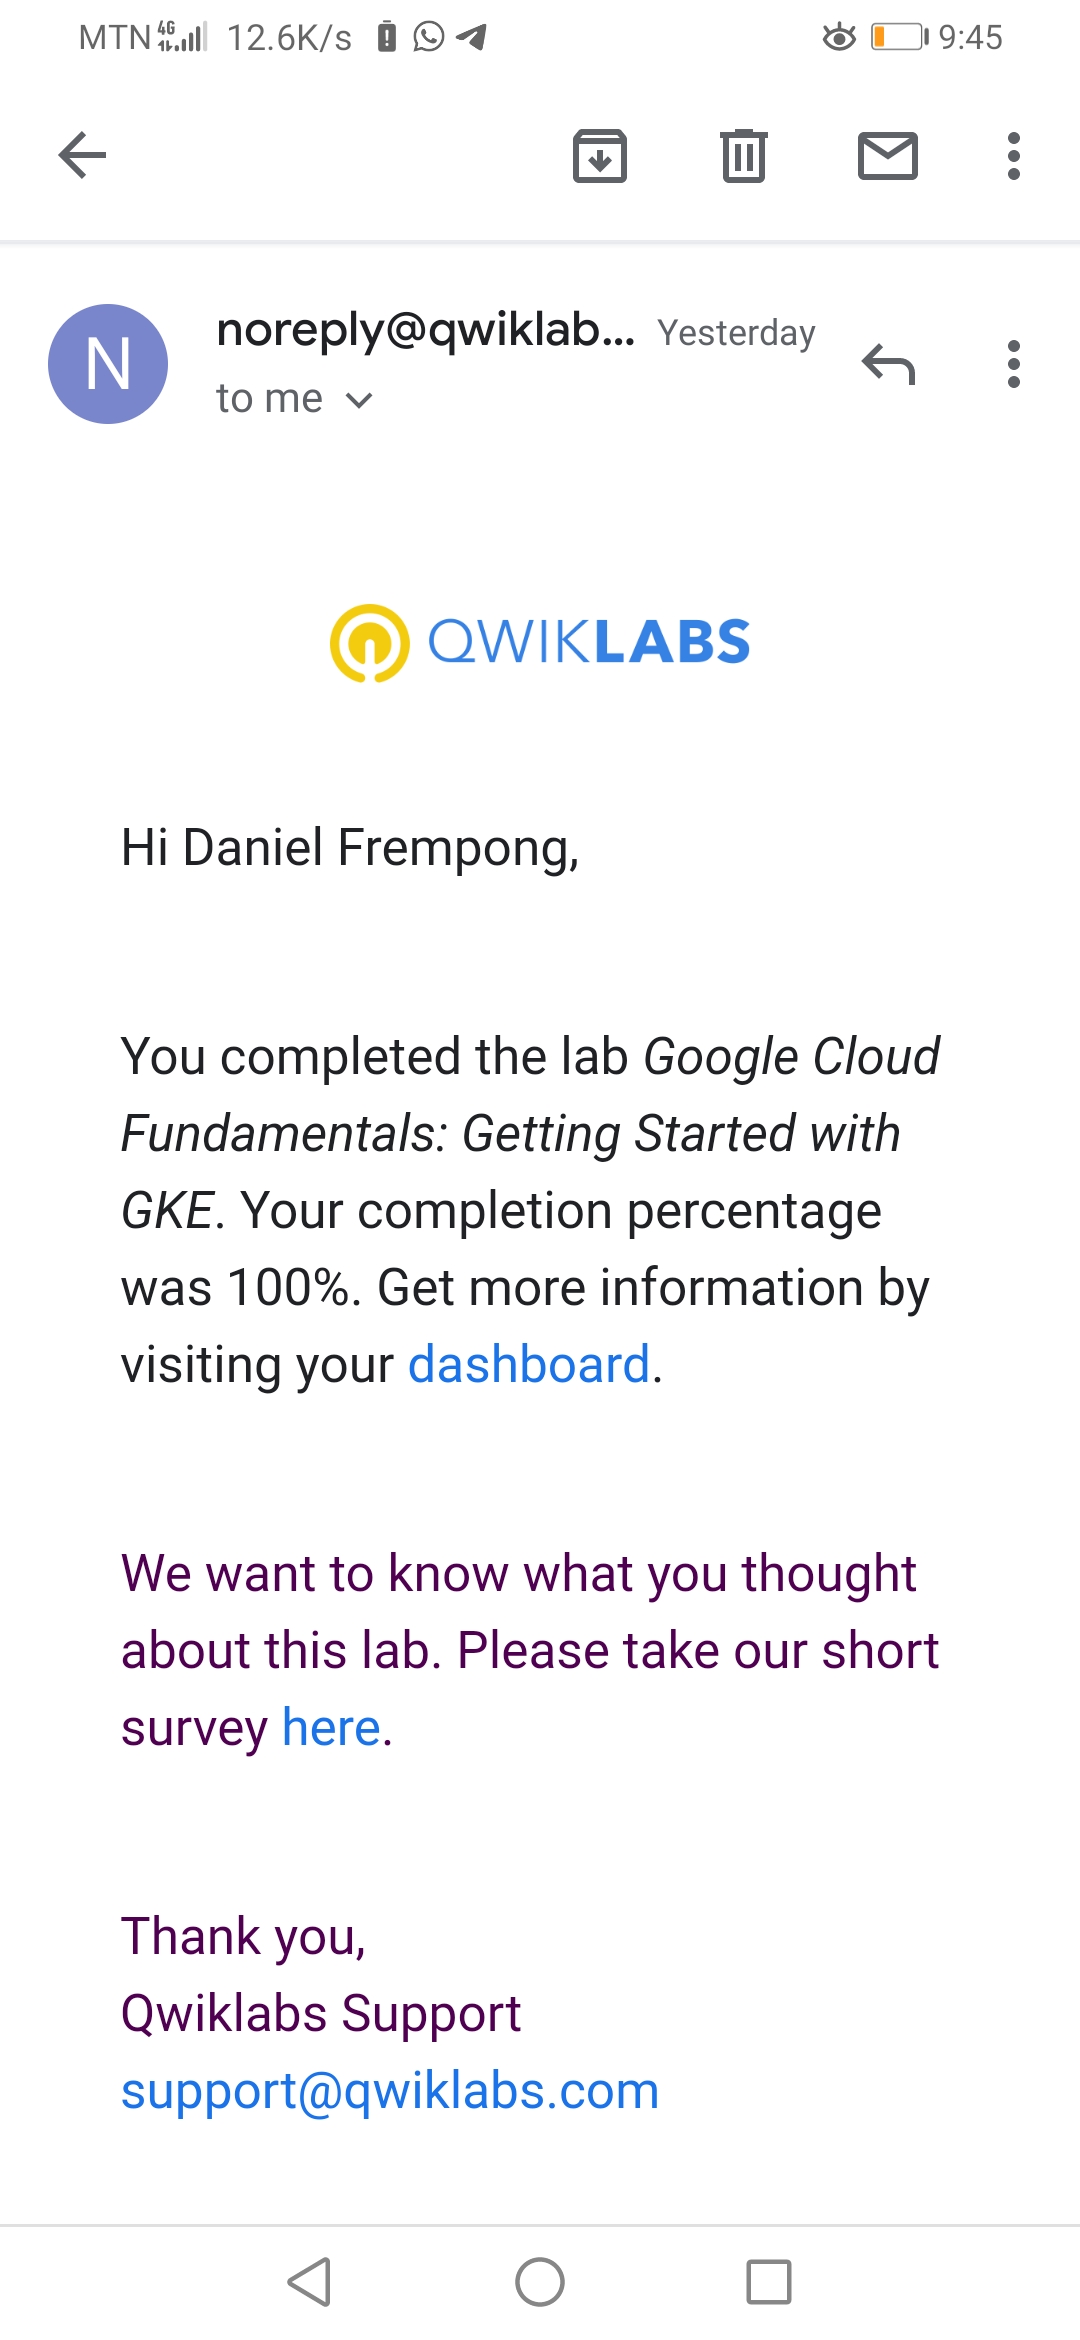 MTN 4G 12.6K/s 9:45
noreply@qwiklab... Yesterday
to me
N
QWIKLABS
Hi Daniel Frempong,
You completed the lab Google Cloud
Fundamentals: Getting Started with
GKE. Your completion percentage
was 100%. Get more information by
visiting your dashboard.
We want to know what you thought
about this lab. Please take our short
survey here.
Thank you,
Qwiklabs Support
support@qwiklabs.com